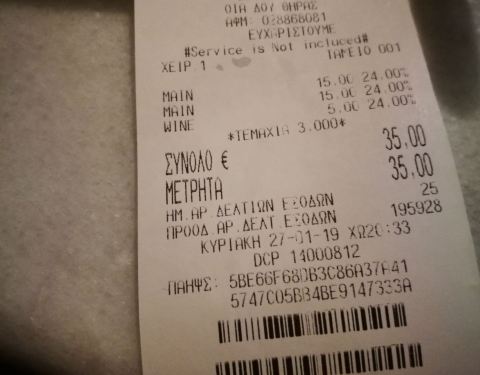 ΟΙΑ ΔΟΥ ΘΗΡΑΣ
ΑΦΜ: 028868081
ΕΥΧΑΡΙΣΤΟΥΜΕ
#Service is Not included#
ΧΕΙΡ.1 ΤΑΜΕΙΟ 001
MAIN 15.00 24.00%
MAIN 15.00 24.00%
WINE 5.00 24.00%
*ΤΕΜΑΧΙΑ 3.000*
ΣΥΝΟΛΟ € 35,00
ΜΕΤΡΗΤΑ 35,00
ΗΜ.ΑΡ.ΔΕΛΤΙΩΝ ΕΣΟΔΩΝ 25
ΠΡΟΟΔ.ΑΡ.ΔΕΛΤ.ΕΣΟΔΩΝ 195928
ΚΥΡΙΑΚΗ 27-01-19 ΧΩ20:33
DCP 14000812
ΠΑΗΨΣ: 5BE66F68DB3C86A37A41
5747C05BB4BE9147333A